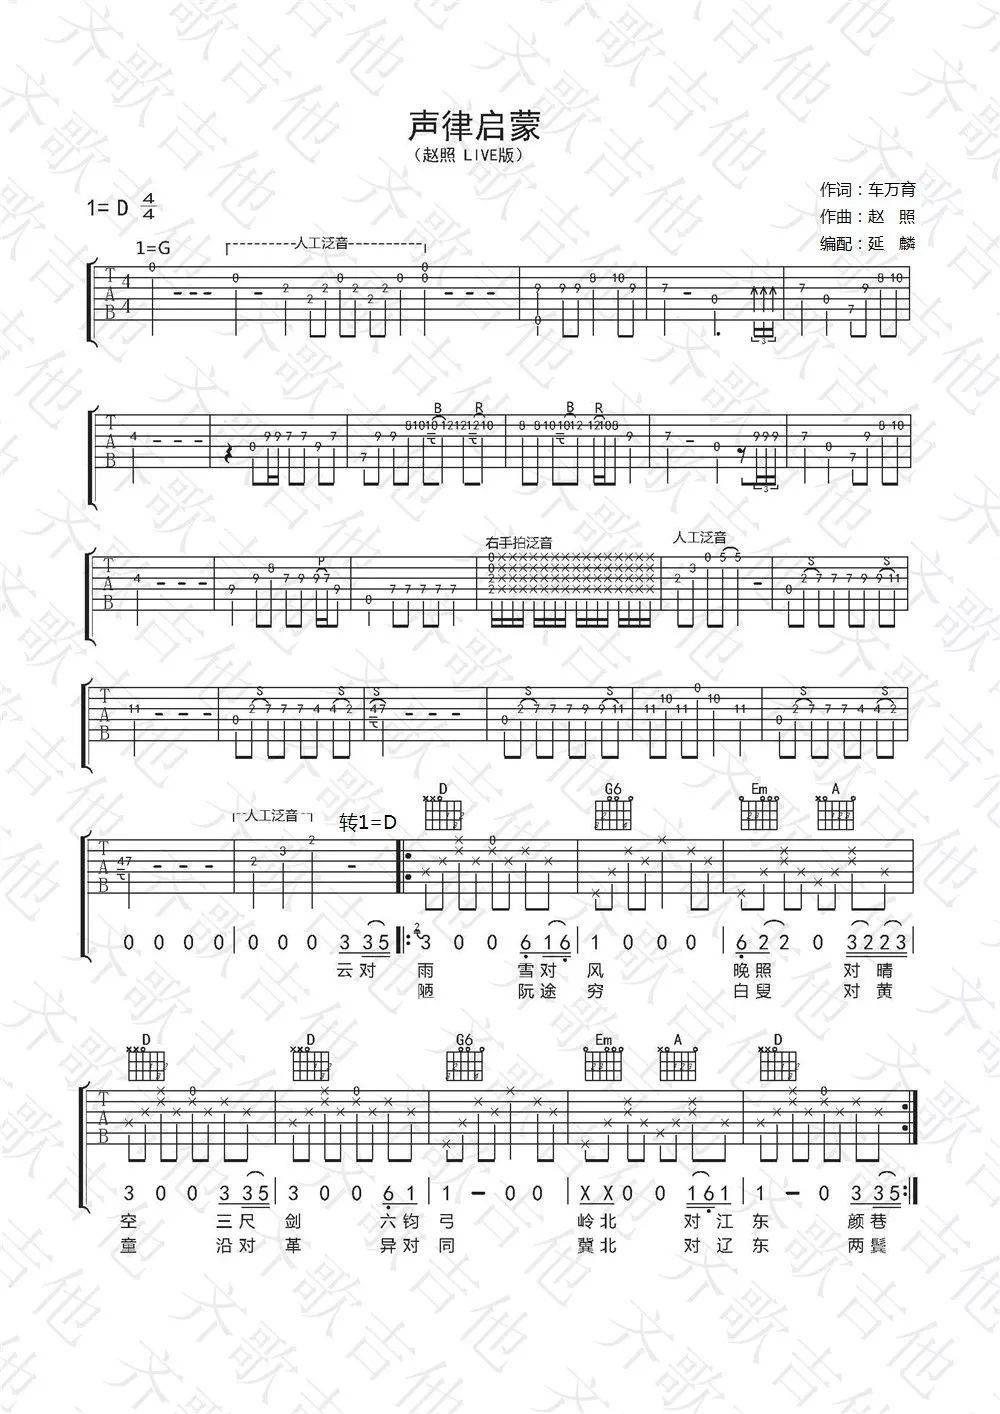 声律启蒙
（赵照 LIVE版）
作词：车万育
作曲：赵 照
编配：延 麟
1= D 4/4
1=G
人工泛音
B R B R
右手拍泛音
人工泛音
P S S
S S S S S S S
人工泛音
转1=D
D G6 Em A
0 0 0 0 0 0 0 3 3 5 3 0 0 6 1 6 1 0 0 0 6 2 2 0 3 2 2 3
云 对 雨 雪 对 风 晚 照 对 晴
陋 阮 途 穷 白 叟 对 黄
D D G6 Em A D
3 0 0 3 3 5 3 0 0 6 1 1 - 0 0 X X 0 0 1 6 1 1 - 3 3 5
空 三 尺 剑 六 钧 弓 岭 北 对 江 东 颜 巷
童 沿 对 革 异 对 同 冀 北 对 辽 东 两 鬓
齐歌吉他